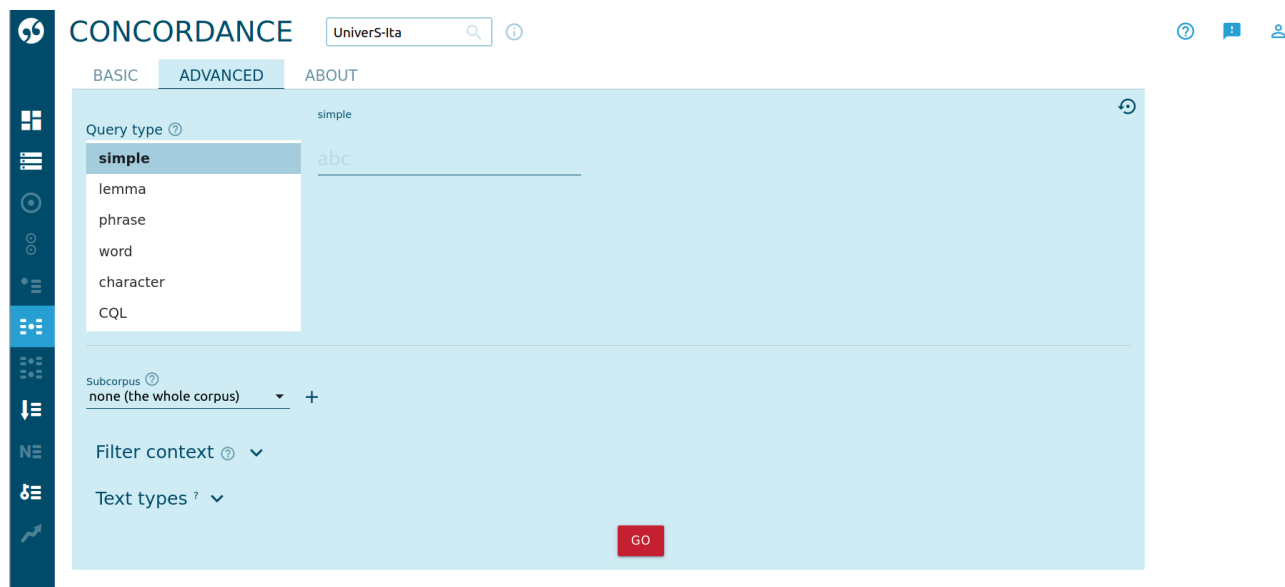 CONCORDANCE
UniverS-Ita
BASIC ADVANCED ABOUT
simple
Query type ?
abc
simple
lemma
phrase
word
character
CQL
Subcorpus ?
none (the whole corpus)
Filter context ?
Text types ?
GO